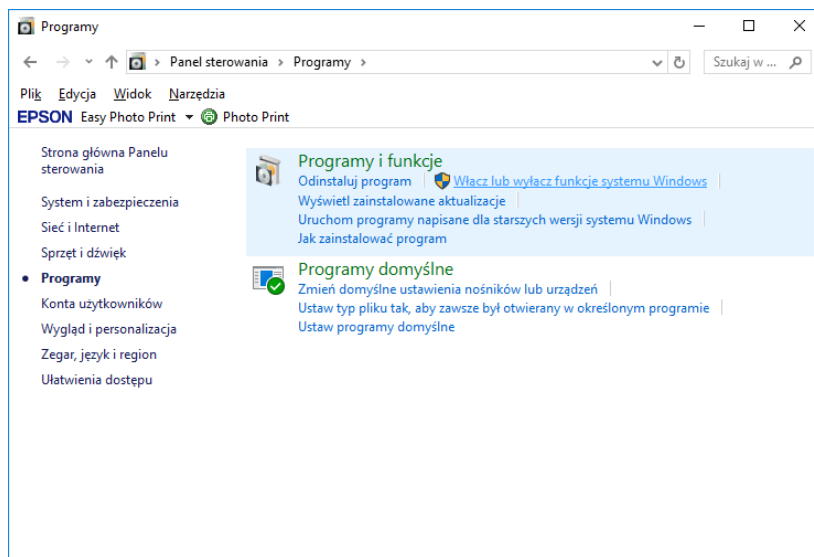 Programy
Panel sterowania > Programy >
Szukaj w ...
Plik Edycja Widok Narzędzia
EPSON Easy Photo Print Photo Print
Strona główna Panelu
sterowania
System i zabezpieczenia
Sieć i Internet
Sprzęt i dźwięk
Programy
Konta użytkowników
Wygląd i personalizacja
Zegar, język i region
Ułatwienia dostępu
Programy i funkcje
Odinstaluj program Włacz lub wyłacz funkcje systemu Windows
Wyświetl zainstalowane aktualizacje
Uruchom programy napisane dla starszych wersji systemu Windows
Jak zainstalować program
Programy domyślne
Zmień domyślne ustawienia nośników lub urządzeń
Ustaw typ pliku tak, aby zawsze był otwierany w określonym programie
Ustaw programy domyślne